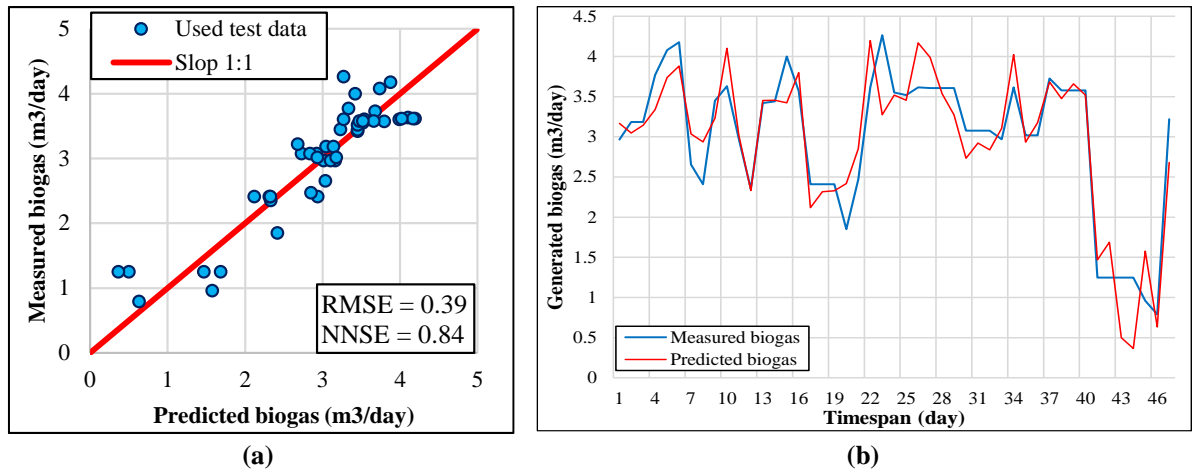 Used test data
Slop 1:1
Measured biogas (m3/day)
5
4
3
2
1
0
RMSE = 0.39
NNSE = 0.84
0 1 2 3 4 5
Predicted biogas (m3/day)
(a)
Generated biogas (m3/day)
4.5
4
3.5
3
2.5
2
1.5
1
0.5
0
Measured biogas
Predicted biogas
1 4 7 10 13 16 19 22 25 28 31 34 37 40 43 46
Timespan (day)
(b)